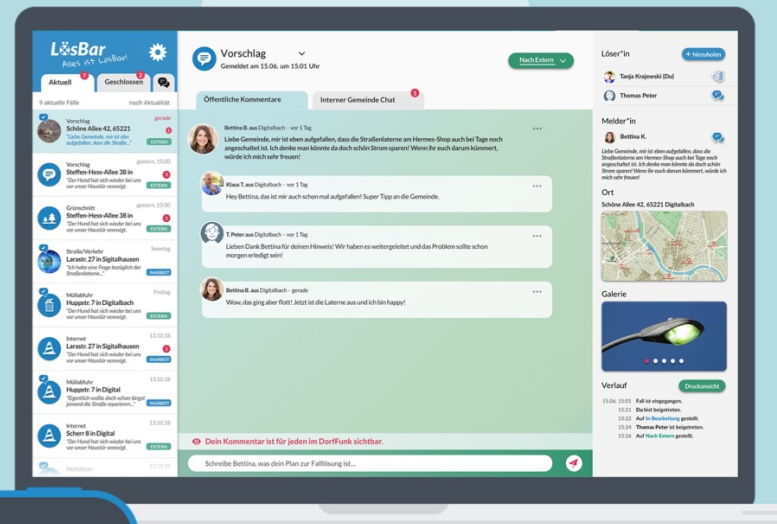 LösBar
Alles ist LösBar!
Aktuell
7
Geschlossen
2
9 aktuelle Fälle
nach Aktualität
Vorschlag
gerade
Schöne Allee 42, 65221
"Liebe Gemeinde, mir ist eben
aufgefallen, dass die Straße..."
EXTERN
Vorschlag
gestern, 15:00
Steffen-Hess-Allee 38 in
"Der Hund hat sich wieder bei uns
vor unser Haustür verewigt.
EXTERN
Grünschnitt
gestern, 15:00
Steffen-Hess-Allee 38 in
"Der Hund hat sich wieder bei uns
vor unser Haustür verewigt.
EXTERN
Straße/Verkehr
Sonntag
Larastr. 27 in Sigitalhausen
"Ich habe eine Frage bezüglich der
Straßenlaterne..."
INARBEIT
Müllabfuhr
Freitag
Huppstr. 7 in Digitalbach
"Der Hund hat sich wieder bei uns
vor unser Haustür verewigt.
EXTERN
Internet
13.10.18
Larastr. 27 in Sigitalhausen
"Der Hund hat sich wieder bei uns
vor unser Haustür verewigt.
INARBEIT
Müllabfuhr
13.10.18
Huppstr. 7 in Digital
"Eigentlich wollte doch schon längst
jemand die Straße reparieren..."
INARBEIT
Internet
13.10.18
Scherr 8 in Digital
"Der Hund hat sich wieder bei uns
vor unser Haustür verewigt.
EXTERN
Müllabfuhr
12.10.18
Vorschlag
Gemeldet am 15.06. um 15:01 Uhr
Nach Extern
Öffentliche Kommentare
Interner Gemeinde Chat
1
Bettina B. aus Digitalbach - vor 1 Tag
Liebe Gemeinde, mir ist eben aufgefallen, dass die Straßenlaterne am Hermes-Shop auch bei Tage noch
angeschaltet ist. Ich denke man könnte da doch schön Strom sparen! Wenn ihr euch darum kümmert,
würde ich mich sehr freuen!
Klaus T. aus Digitalbach - vor 1 Tag
Hey Bettina, das ist mir auch schon mal aufgefallen! Super Tipp an die Gemeinde.
T. Peter aus Digitalbach - vor 1 Tag
Lieben Dank Bettina für deinen Hinweis! Wir haben es weitergeleitet und das Problem sollte schon
morgen erledigt sein!
Bettina B. aus Digitalbach - gerade
Wow, das ging aber flott! Jetzt ist die Laterne aus und ich bin happy!
Dein Kommentar ist für jeden im DorfFunk sichtbar.
Schreibe Bettina, was dein Plan zur Falllösung ist...
Löser*in
+ hinzuholen
Tanja Krajewski (Du)
Thomas Peter
Melder*in
Bettina K.
Liebe Gemeinde, mir ist eben aufgefallen, dass die
Straßenlaterne am Hermes-Shop auch bei Tage noch
angeschaltet ist. Ich denke man könnte da doch schön
Strom sparen! Wenn ihr euch darum kümmert, würde ich
mich sehr freuen!
Ort
Schöne Allee 42, 65221 Digitalbach
Galerie
Verlauf
Druckansicht
15.06. 15:01 Fall ist eingegangen.
15:21 Du bist beigetreten.
15:22 Auf In Bearbeitung gestellt.
15:24 Thomas Peter ist beigetreten.
15:26 Auf Nach Extern gestellt.